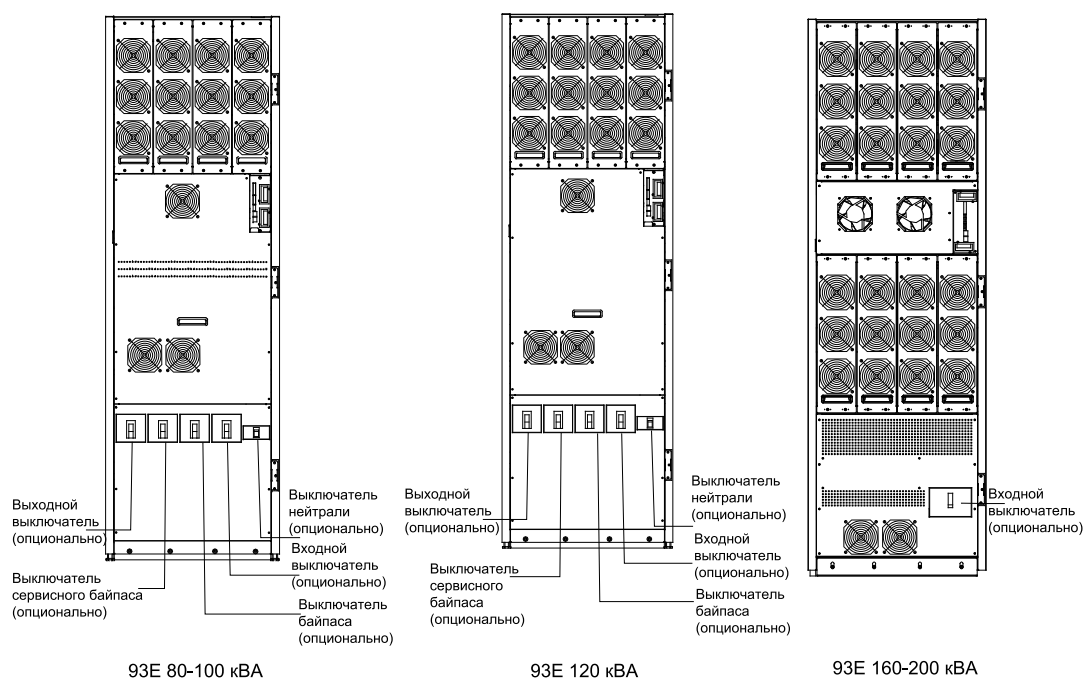 Выходной
выключатель
(опционально)
Выключатель
сервисного байпаса
(опционально)
Выключатель
нейтрали
(опционально)
Входной
выключатель
(опционально)
Выключатель
байпаса
(опционально)
93E 80-100 кВА
Выходной
выключатель
(опционально)
Выключатель
сервисного
байпаса
(опционально)
Выключатель
нейтрали
(опционально)
Входной
выключатель
(опционально)
Выключатель
байпаса
(опционально)
93E 120 кВА
Входной
выключатель
(опционально)
93E 160-200 кВА